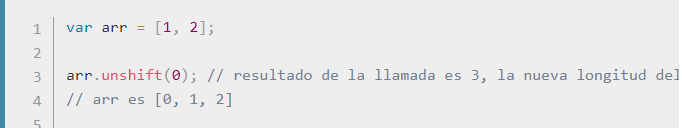 1 var arr = [1, 2];
2
3 arr.unshift(0); // resultado de la llamada es 3, la nueva longitud del
4 // arr es [0, 1, 2]
5